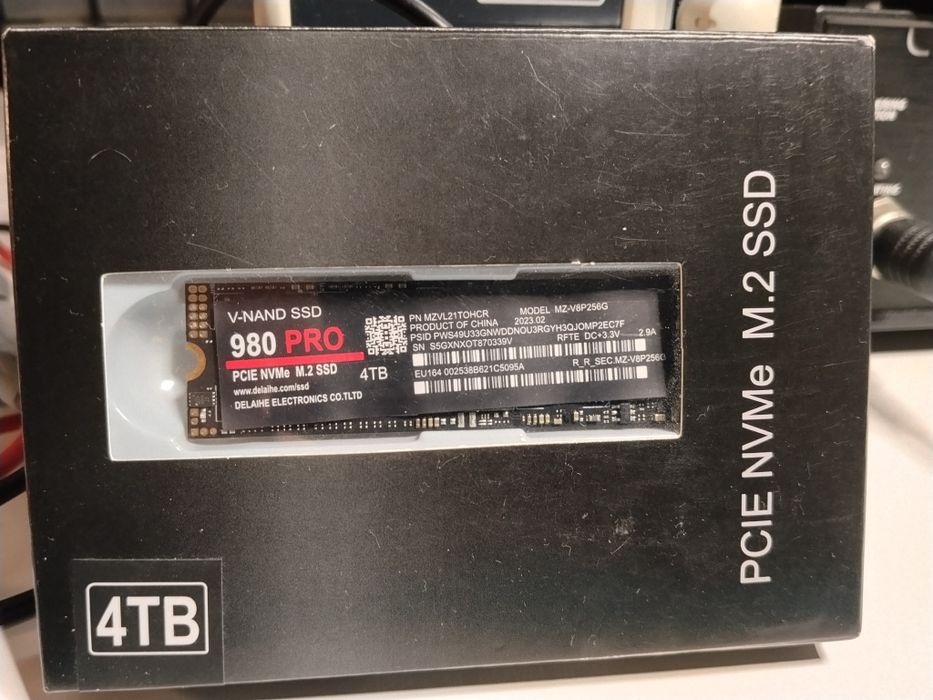 V-NAND SSD
980 PRO
PCIE NVMe M.2 SSD
4TB
www.delaihe.com/ssd
DELAIHE ELECTRONICS CO.TLTD
PN MZVL21TOHCR MODEL MZ-V8P256G
PRODUCT OF CHINA 2023.02
PSID PWS49U33GNWDDNOU3RGYH3QJOMP2EC7F
SN S5GXNXOT870339V RFTE DC+3.3V 2.9A
EU164 002538B621C5095A R_R_SEC.MZ-V8P256G
PCIE NVMe M.2 SSD
4TB